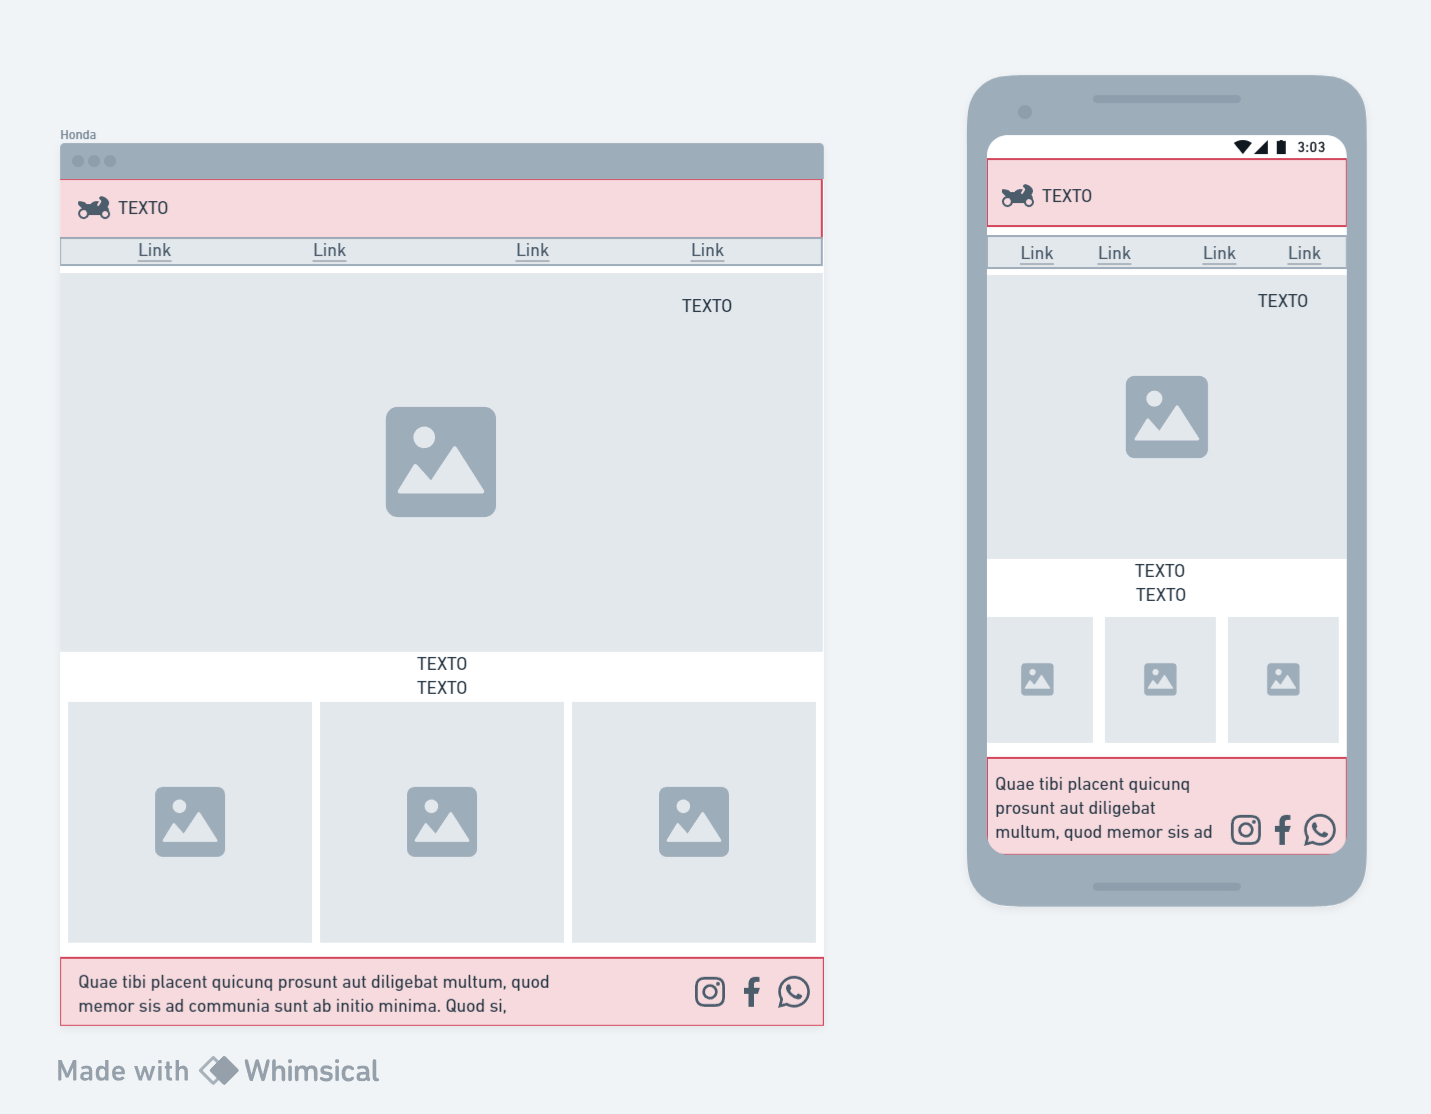 Honda
TEXTO
Link Link Link Link
TEXTO
TEXTO
TEXTO
Quae tibi placent quicunq prosunt aut diligebat multum, quod
memor sis ad communia sunt ab initio minima. Quod si,
3:03
TEXTO
Link Link Link Link
TEXTO
TEXTO
TEXTO
Quae tibi placent quicunq
prosunt aut diligebat
multum, quod memor sis ad
Made with Whimsical